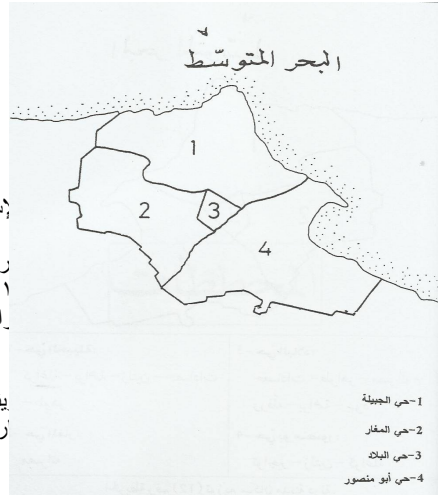 البحر المتوسّط
1
2
3
4
1-حي الجبيلة
2-حي المغار
3-حي البلاد
4-حي أبو منصور